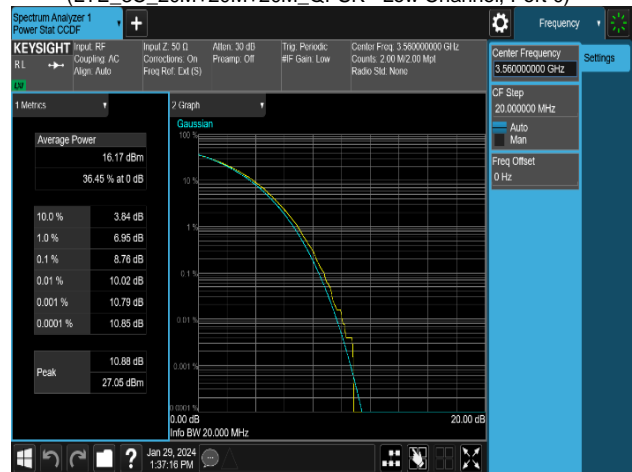 Spectrum Analyzer 1
Power Stat CCDF
Frequency
KEYSIGHT
RL
Input: RF
Coupling: AC
Align: Auto
Input Z: 50 Ω
Corrections: On
Freq Ref: Ext (S)
Atten: 30 dB
Preamp: Off
Trig: Periodic
#IF Gain: Low
Center Freq: 3.560000000 GHz
Counts: 2.00 M/2.00 Mpt
Radio Std: None
Center Frequency
3.560000000 GHz
Settings
CF Step
20.000000 MHz
Auto
Man
Freq Offset
0 Hz
1 Metrics
Average Power
16.17 dBm
36.45 % at 0 dB
10.0 % 3.84 dB
1.0 % 6.95 dB
0.1 % 8.76 dB
0.01 % 10.02 dB
0.001 % 10.79 dB
0.0001 % 10.85 dB
Peak
10.88 dB
27.05 dBm
2 Graph
Gaussian
100 %
10 %
1 %
0.1 %
0.01 %
0.001 %
0.0001 %
0.00 dB 20.00 dB
Info BW 20.000 MHz
?
Jan 29, 2024
1:37:16 PM